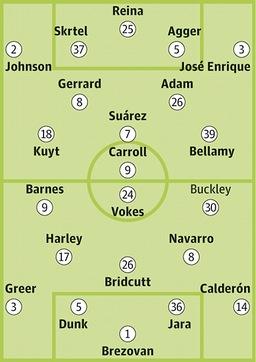 Reina
25
Skrtel Agger
2 37 5 3
Johnson José Enrique
Gerrard Adam
8 26
Suárez
18 7 39
Kuyt Carroll Bellamy
9
Barnes Buckley
9 24 30
Vokes
Harley Navarro
17 26 8
Bridcutt
Greer Calderón
3 5 36 14
Dunk Jara
1
Brezovan